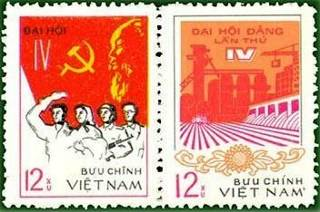 ĐẠI HỘI
IV
12 XU
BƯU CHÍNH
VIỆT NAM
ĐẠI HỘI ĐẢNG
LẦN THỨ
IV
12 XU
BƯU CHÍNH
VIỆT NAM